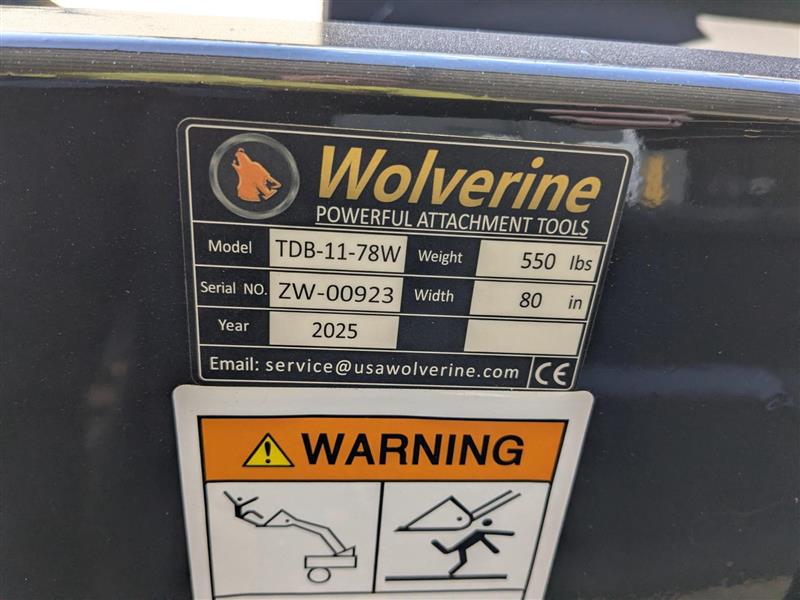 Wolverine
POWERFUL ATTACHMENT TOOLS
Model TDB-11-78W Weight 550 lbs
Serial NO. ZW-00923 Width 80 in
Year 2025
Email: service@usawolverine.com CE
WARNING